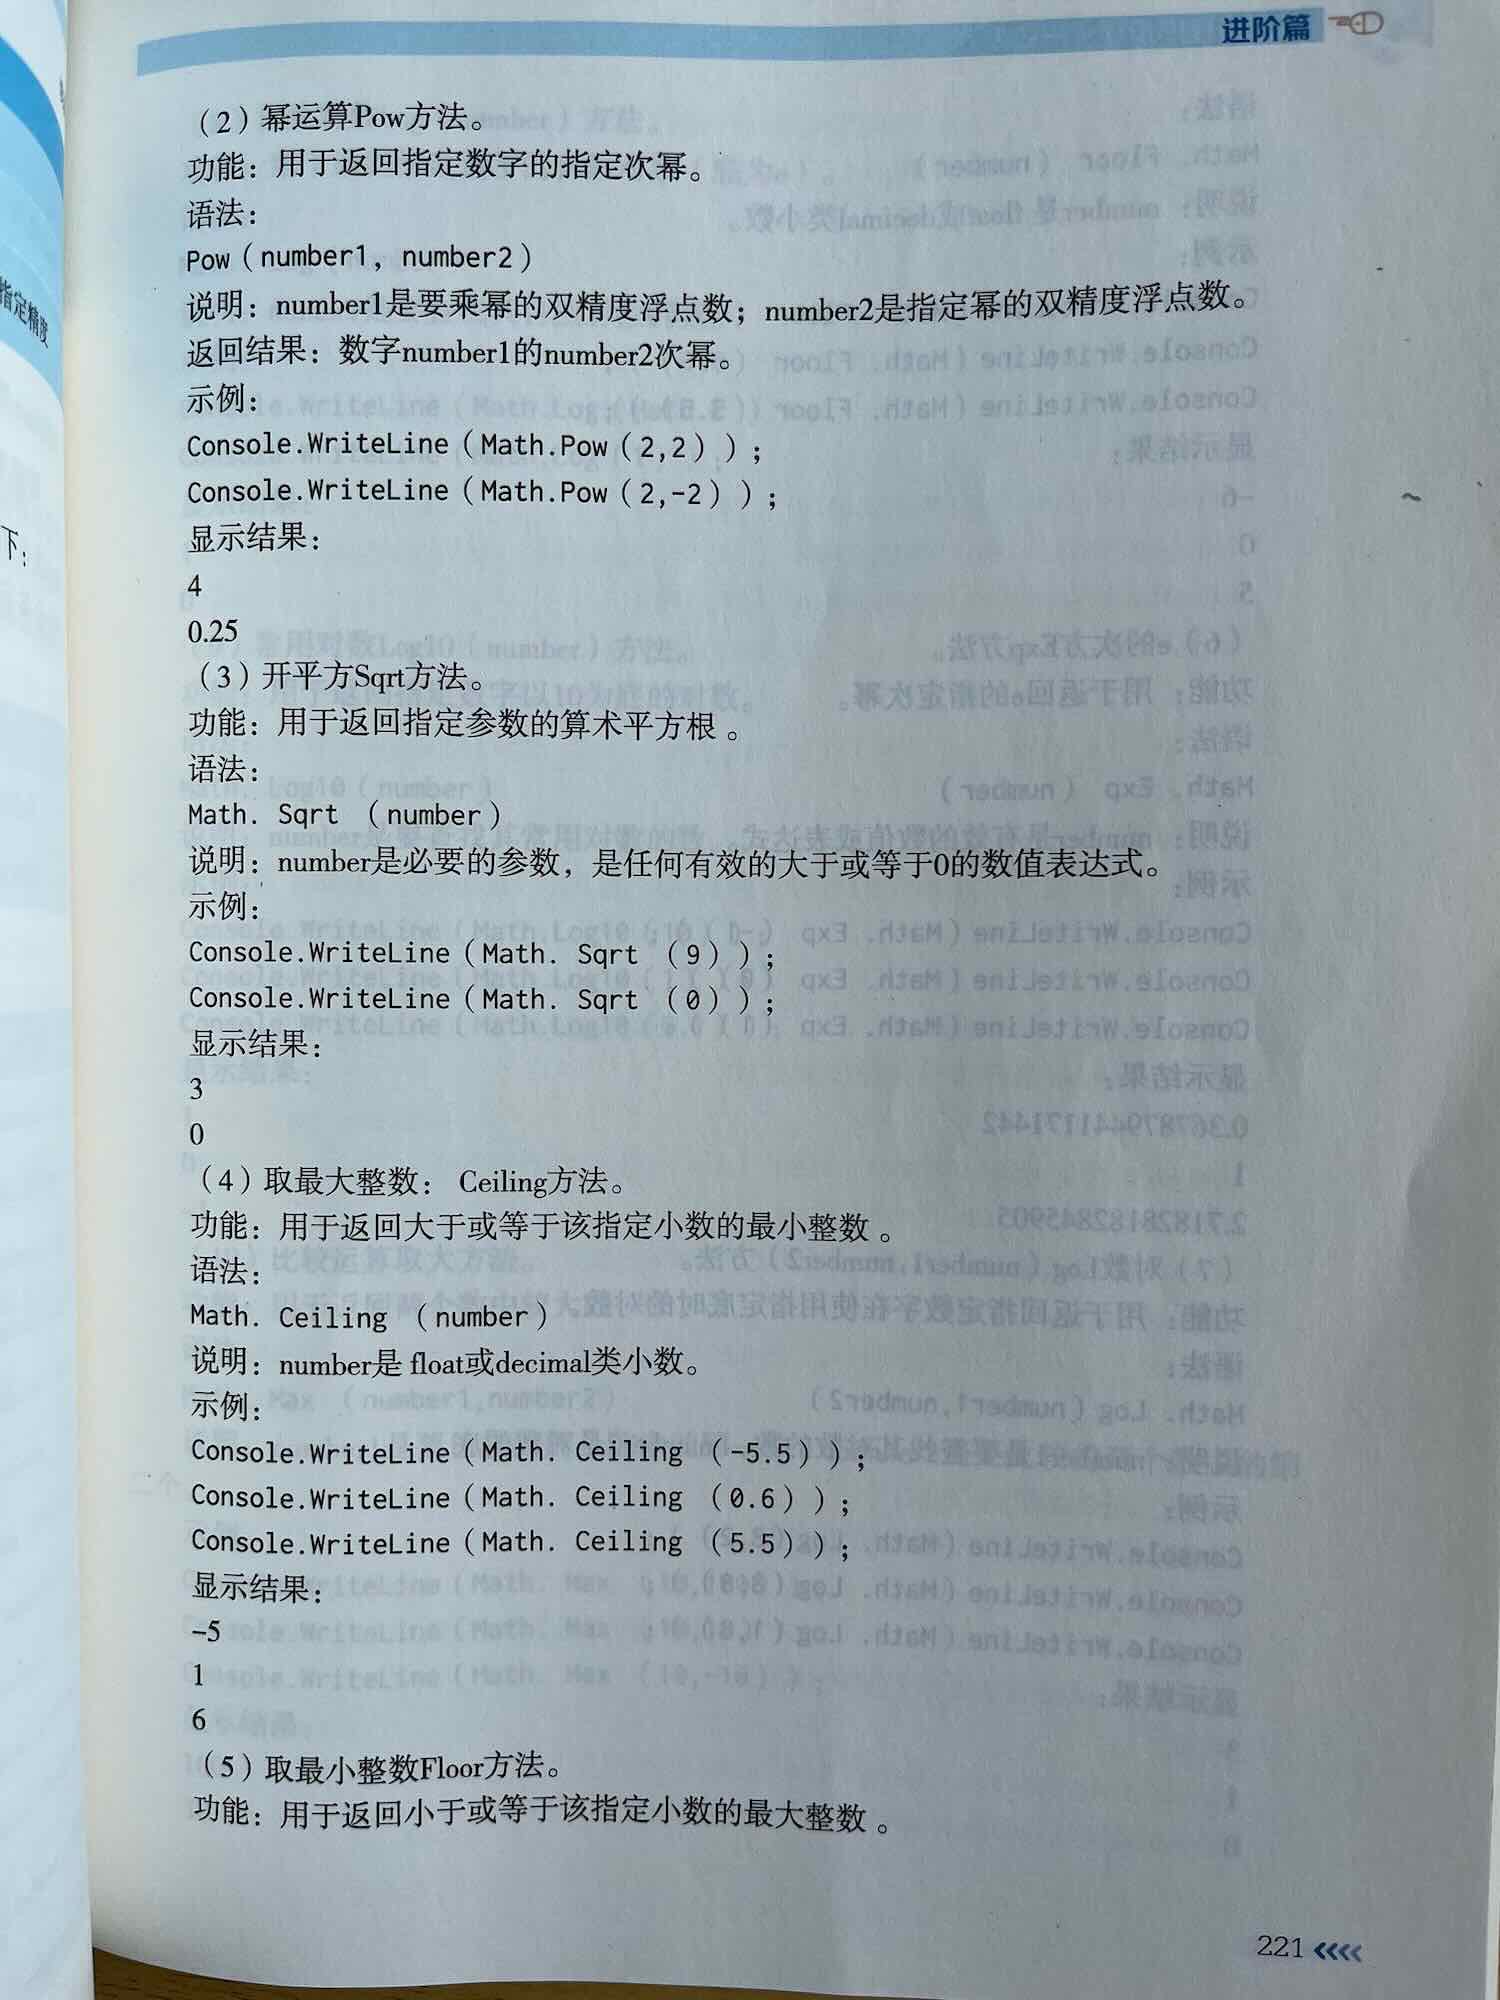 进阶篇
（2）幂运算Pow方法。
功能：用于返回指定数字的指定次幂。
语法：
Pow（number1，number2）
说明：number1是要乘幂的双精度浮点数；number2是指定幂的双精度浮点数。
返回结果：数字number1的number2次幂。
示例：
Console.WriteLine（Math.Pow（2,2））；
Console.WriteLine（Math.Pow（2,-2））；
显示结果：
4
0.25
（3）开平方Sqrt方法。
功能：用于返回指定参数的算术平方根 。
语法：
Math. Sqrt （number）
说明：number是必要的参数，是任何有效的大于或等于0的数值表达式。
示例：
Console.WriteLine（Math. Sqrt （9））；
Console.WriteLine（Math. Sqrt （0））；
显示结果：
3
0
（4）取最大整数： Ceiling方法。
功能：用于返回大于或等于该指定小数的最小整数 。
语法：
Math. Ceiling （number）
说明：number是 float或decimal类小数。
示例：
Console.WriteLine（Math. Ceiling （-5.5））；
Console.WriteLine（Math. Ceiling （0.6））；
Console.WriteLine（Math. Ceiling （5.5））；
显示结果：
-5
1
6
（5）取最小整数Floor方法。
功能：用于返回小于或等于该指定小数的最大整数 。
221
指定精度
下：